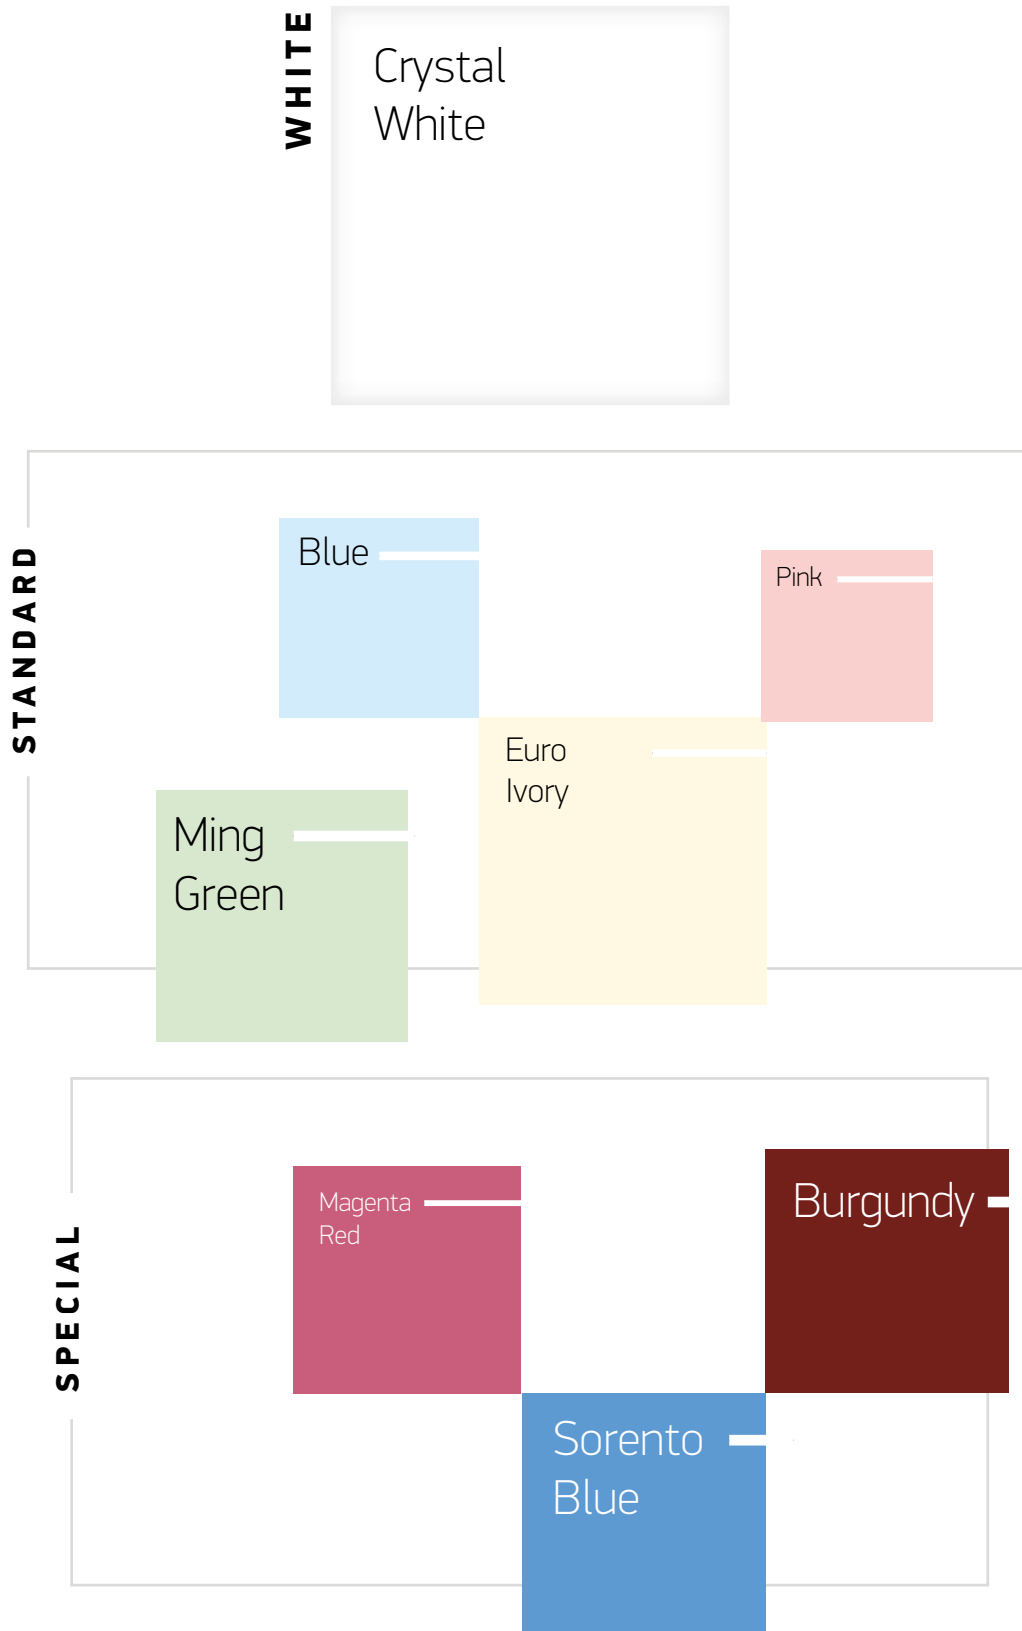 WHITE
Crystal
White
STANDARD
Blue
Pink
Euro
Ivory
Ming
Green
SPECIAL
Magenta
Red
Burgundy
Sorento
Blue